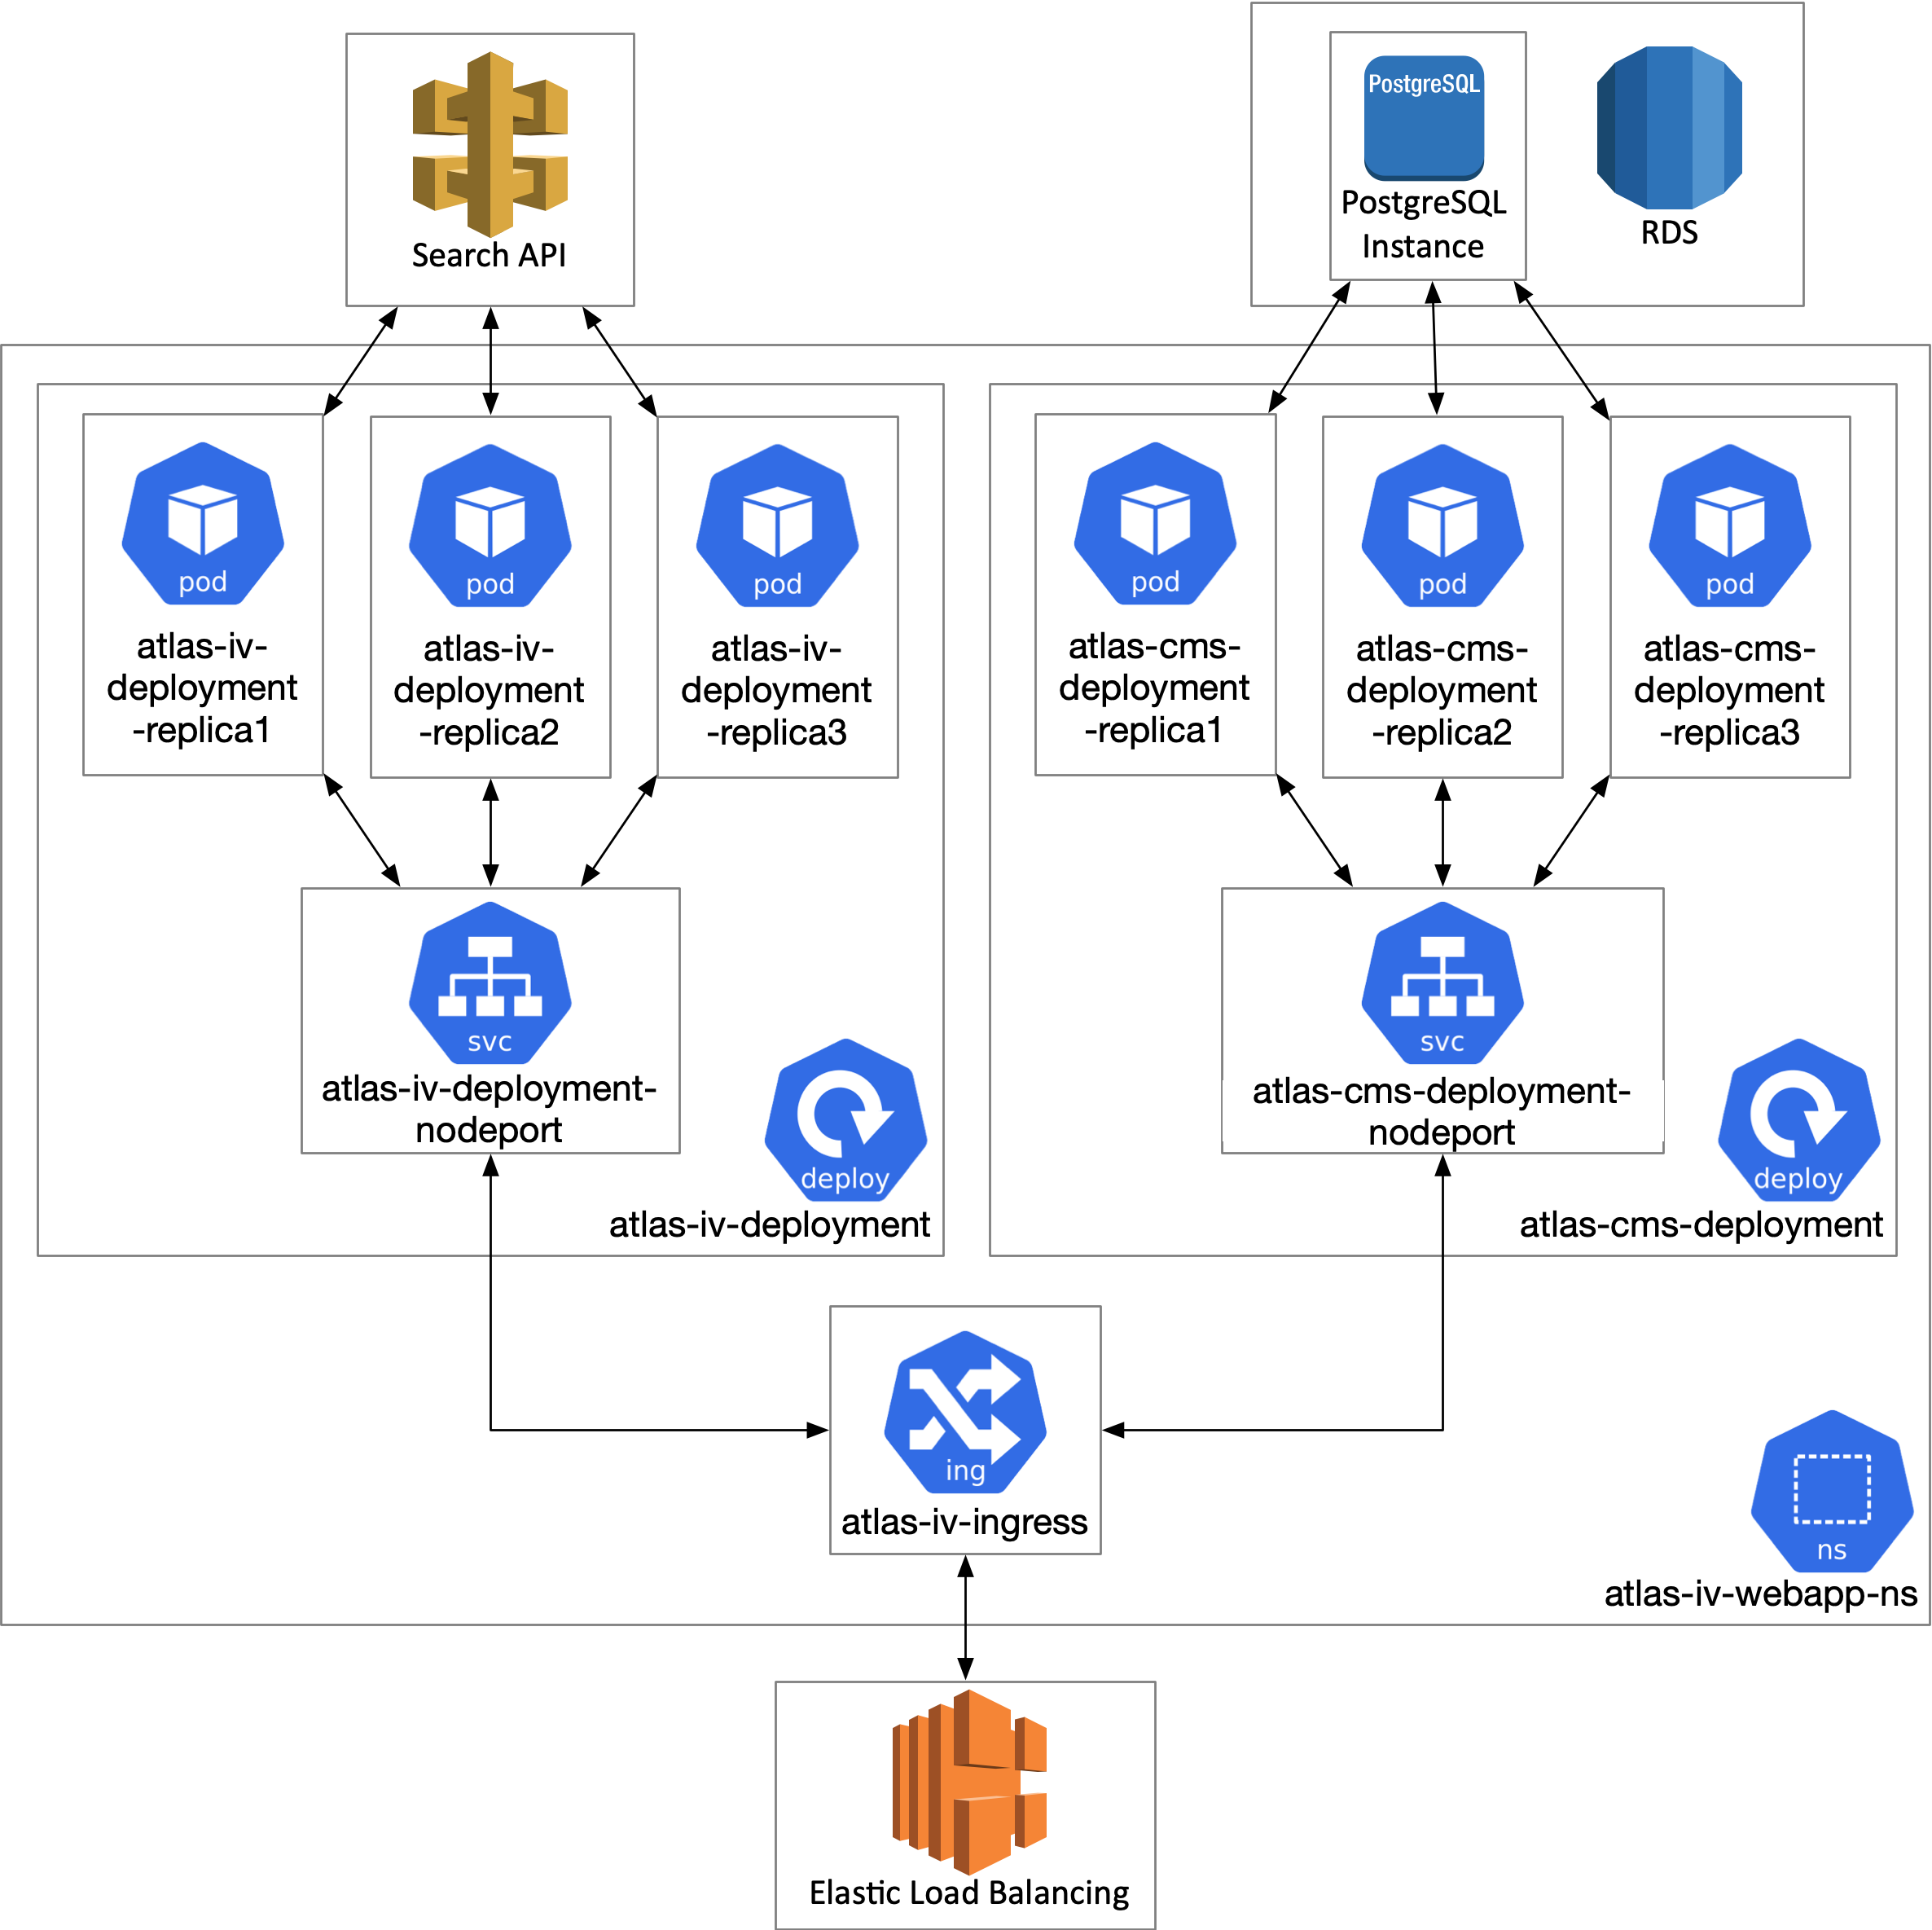 Search API
PostgreSQL
PostgreSQL
Instance
RDS
pod
atlas-iv-
deployment
-replica1
pod
atlas-iv-
deployment
-replica2
pod
atlas-iv-
deployment
-replica3
pod
atlas-cms-
deployment
-replica1
pod
atlas-cms-
deployment
-replica2
pod
atlas-cms-
deployment
-replica3
svc
atlas-iv-deployment-
nodeport
deploy
atlas-iv-deployment
svc
atlas-cms-deployment-
nodeport
deploy
atlas-cms-deployment
ing
atlas-iv-ingress
ns
atlas-iv-webapp-ns
Elastic Load Balancing